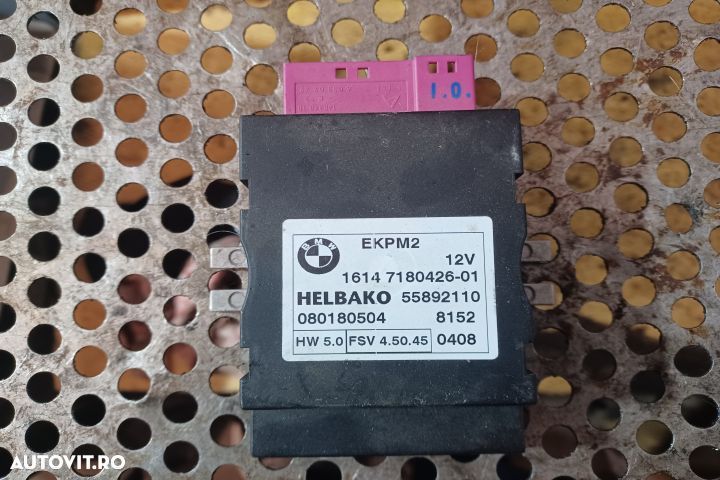 I.O.
BMW
EKPM2
12V
1614 7180426-01
HELBAKO 55892110
080180504 8152
HW 5.0 FSV 4.50.45 0408
AUTOVIT.RO